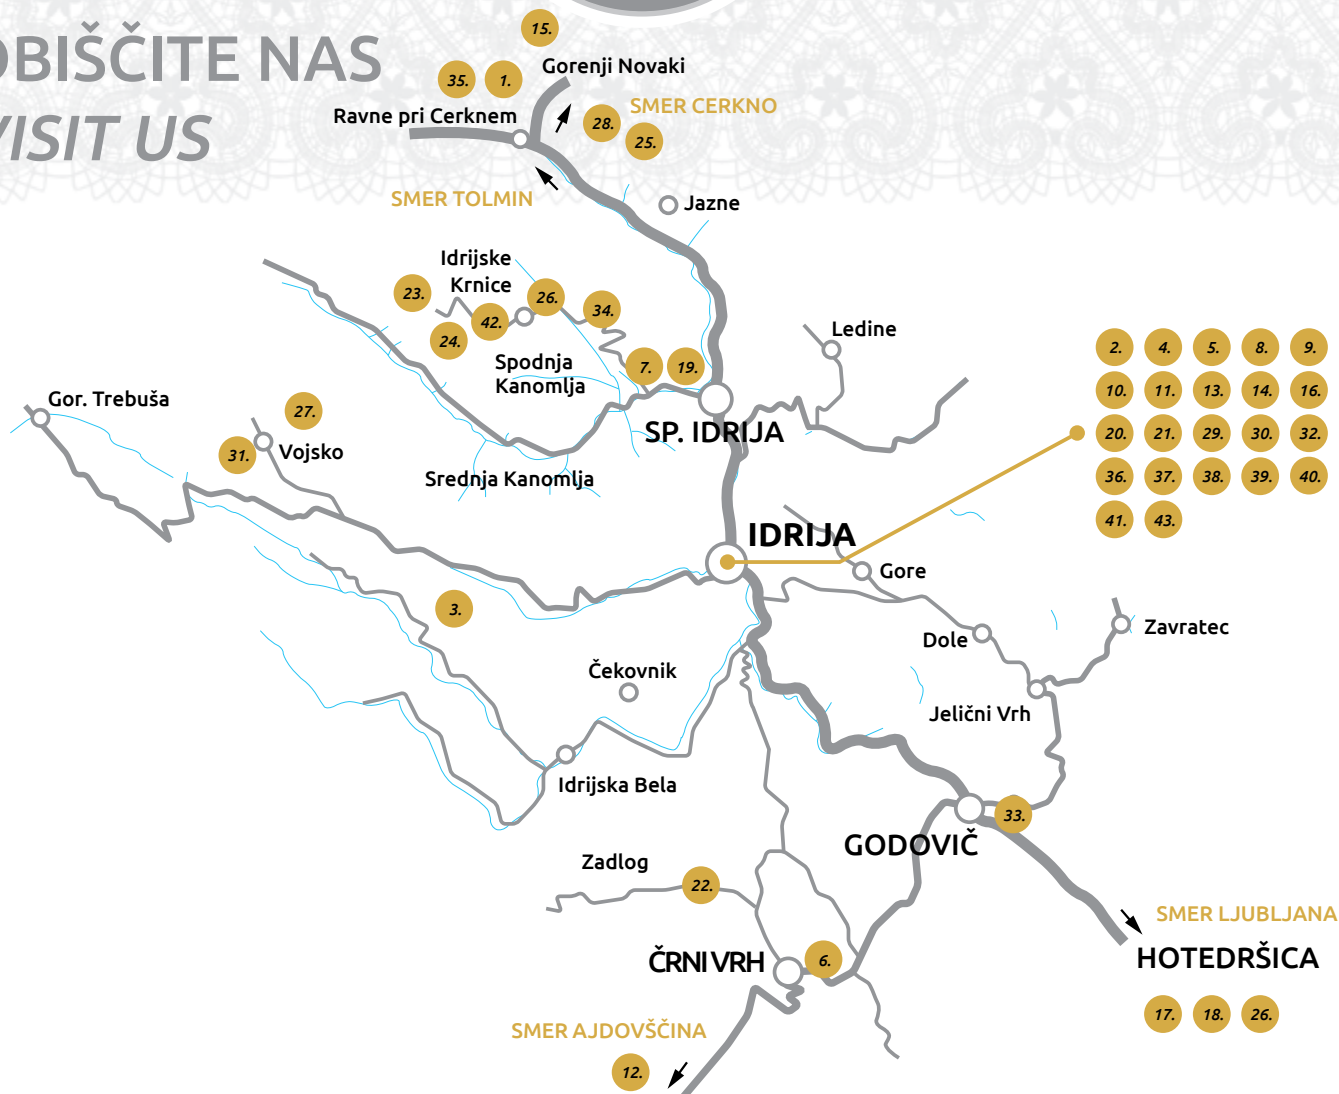 OBIŠČITE NAS
VISIT US
15.
Gorenji Novaki
35.
1.
Ravne pri Cerknem
SMER CERKNO
28.
25.
SMER TOLMIN
Jazne
Idrijske
Krnice
23.
26.
34.
42.
24.
Spodnja
Kanomlja
7.
19.
Ledine
Gor. Trebuša
27.
31.
Vojsko
SP. IDRIJA
Srednja Kanomlja
2. 4. 5. 8. 9.
10. 11. 13. 14. 16.
20. 21. 29. 30. 32.
36. 37. 38. 39. 40.
41. 43.
IDRIJA
Gore
3.
Dole
Zavratec
Čekovnik
Jelični Vrh
Idrijska Bela
33.
GODOVIČ
Zadlog
22.
SMER LJUBLJANA
HOTEDRŠICA
ČRNI VRH
6.
17. 18. 26.
SMER AJDOVŠČINA
12.